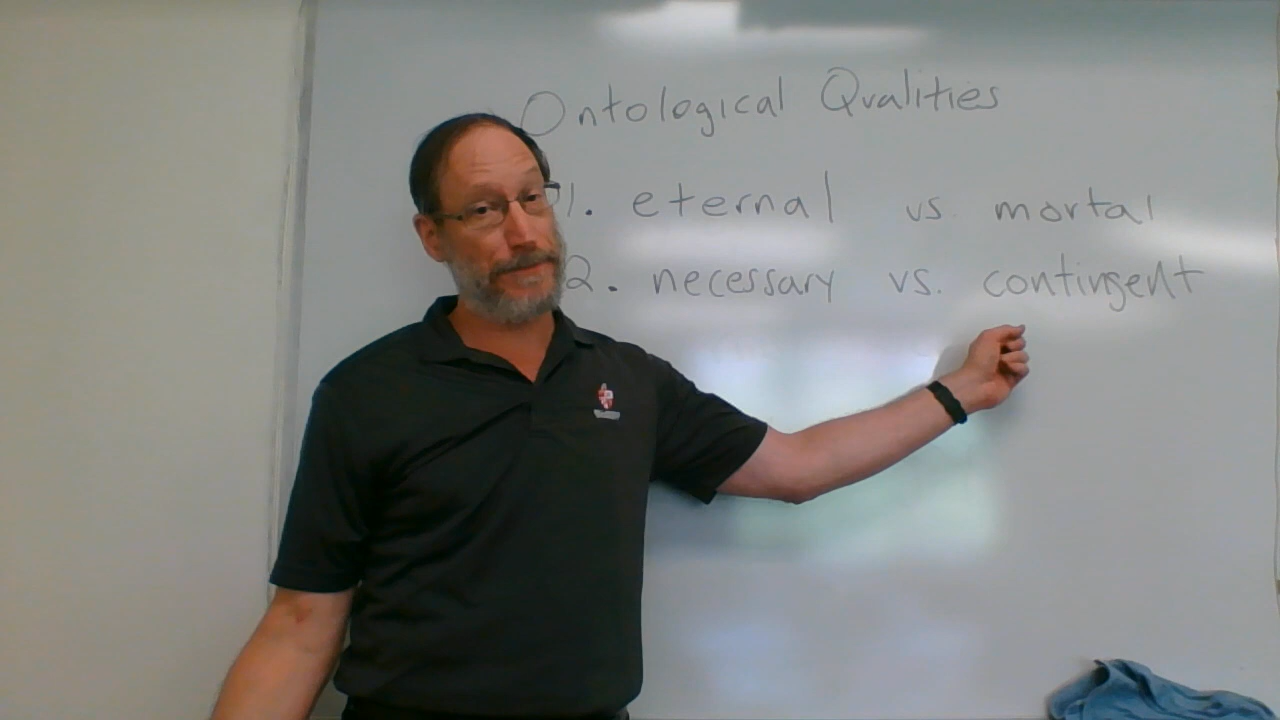 Ontological Qualities
1. eternal vs. mortal
2. necessary vs. contingent